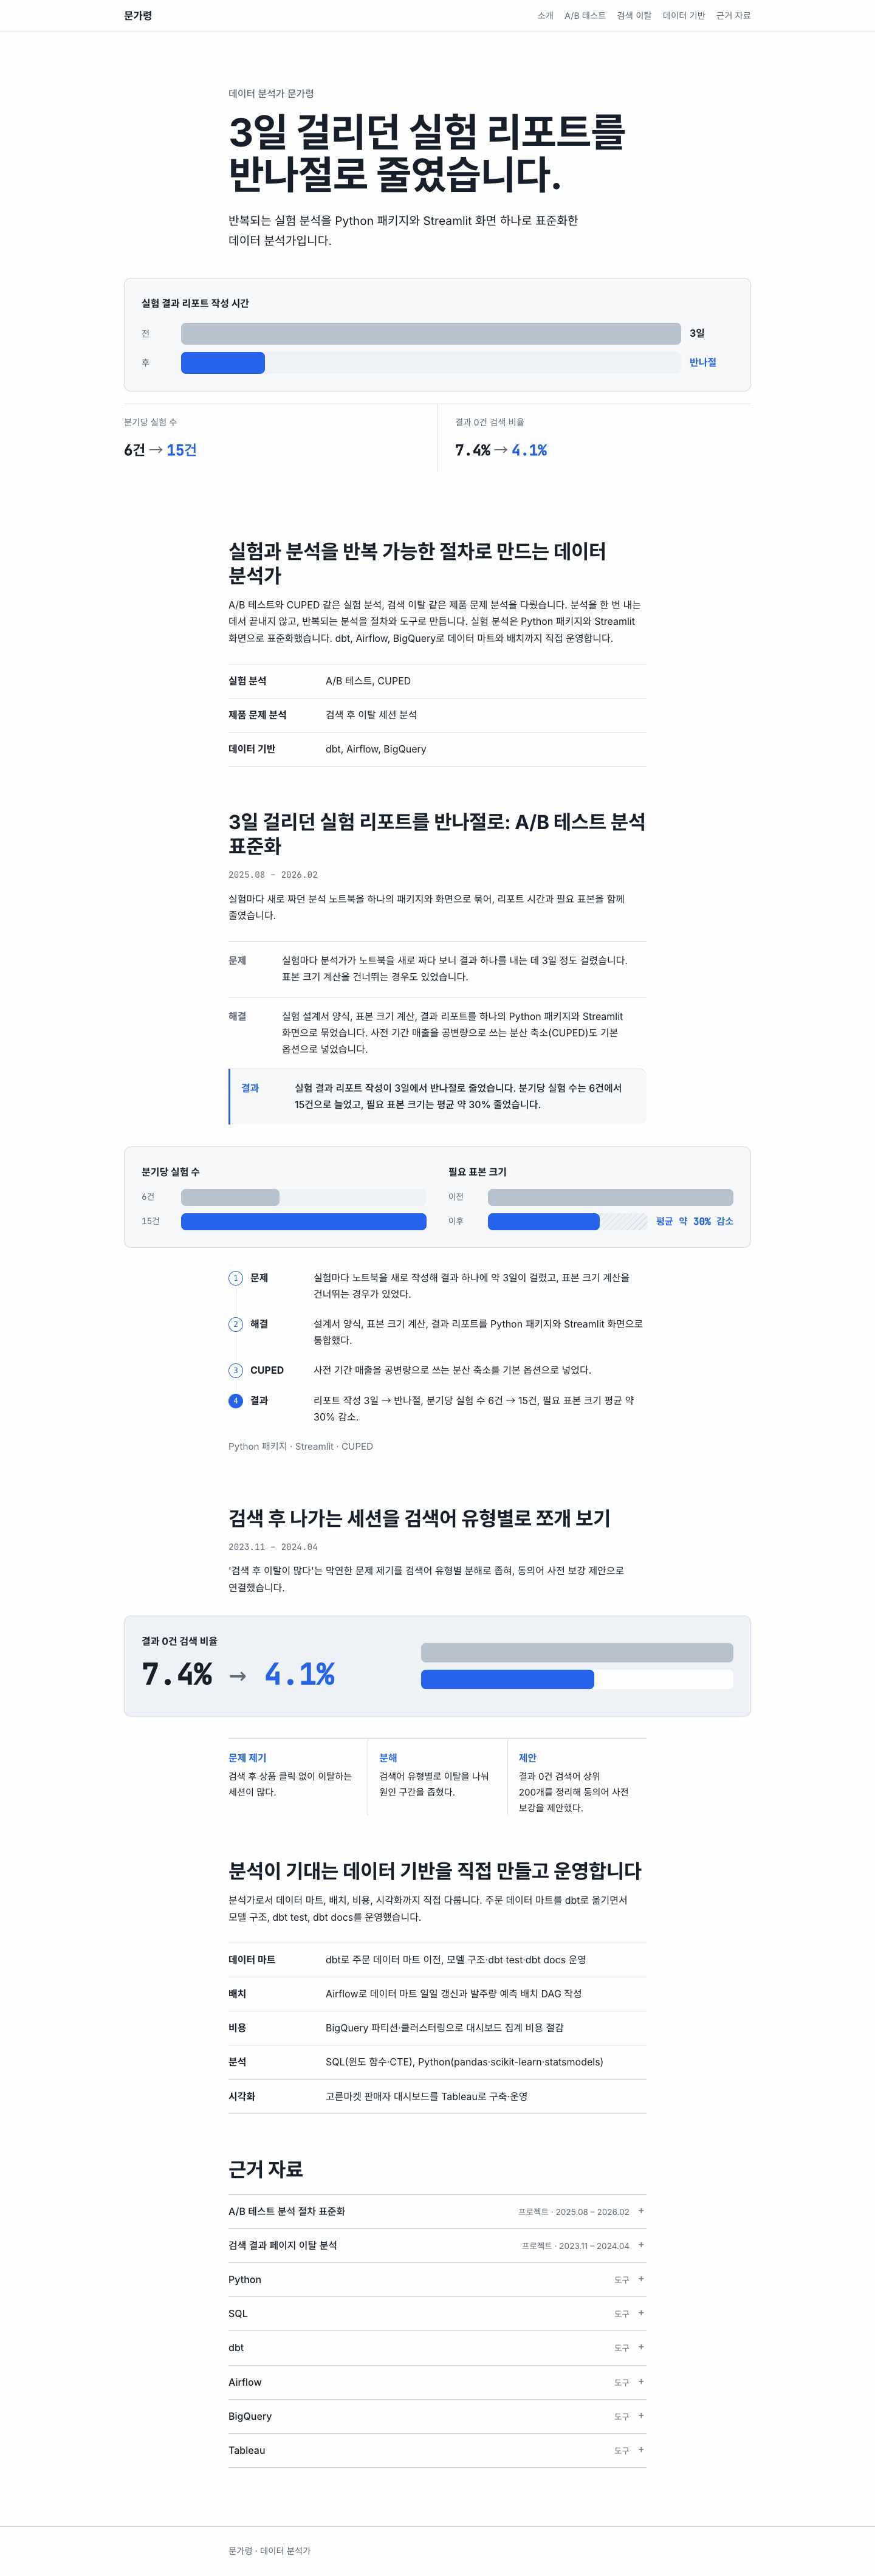 문가령
소개 A/B 테스트 검색 이탈 데이터 기반 근거 자료
데이터 분석가 문가령
3일 걸리던 실험 리포트를
반나절로 줄였습니다.
반복되는 실험 분석을 Python 패키지와 Streamlit 화면 하나로 표준화한
데이터 분석가입니다.
실험 결과 리포트 작성 시간
전 3일
후 반나절
분기당 실험 수
6건 → 15건
결과 0건 검색 비율
7.4% → 4.1%
실험과 분석을 반복 가능한 절차로 만드는 데이터
분석가
A/B 테스트와 CUPED 같은 실험 분석, 검색 이탈 같은 제품 문제 분석을 다뤘습니다. 분석을 한 번 내는
데서 끝내지 않고, 반복되는 분석을 절차와 도구로 만듭니다. 실험 분석은 Python 패키지와 Streamlit
화면으로 표준화했습니다. dbt, Airflow, BigQuery로 데이터 마트와 배치까지 직접 운영합니다.
실험 분석 A/B 테스트, CUPED
제품 문제 분석 검색 후 이탈 세션 분석
데이터 기반 dbt, Airflow, BigQuery
3일 걸리던 실험 리포트를 반나절로: A/B 테스트 분석
표준화
2025.08 – 2026.02
실험마다 새로 짜던 분석 노트북을 하나의 패키지와 화면으로 묶어, 리포트 시간과 필요 표본을 함께
줄였습니다.
문제 실험마다 분석가가 노트북을 새로 짜다 보니 결과 하나를 내는 데 3일 정도 걸렸습니다.
표본 크기 계산을 건너뛰는 경우도 있었습니다.
해결 실험 설계서 양식, 표본 크기 계산, 결과 리포트를 하나의 Python 패키지와 Streamlit
화면으로 묶었습니다. 사전 기간 매출을 공변량으로 쓰는 분산 축소(CUPED)도 기본
옵션으로 넣었습니다.
결과 실험 결과 리포트 작성이 3일에서 반나절로 줄었습니다. 분기당 실험 수는 6건에서
15건으로 늘었고, 필요 표본 크기는 평균 약 30% 줄었습니다.
분기당 실험 수
6건
15건
필요 표본 크기
이전
이후 평균 약 30% 감소
1 문제 실험마다 노트북을 새로 작성해 결과 하나에 약 3일이 걸렸고, 표본 크기 계산을
건너뛰는 경우가 있었다.
2 해결 설계서 양식, 표본 크기 계산, 결과 리포트를 Python 패키지와 Streamlit 화면으로
통합했다.
3 CUPED 사전 기간 매출을 공변량으로 쓰는 분산 축소를 기본 옵션으로 넣었다.
4 결과 리포트 작성 3일 → 반나절, 분기당 실험 수 6건 → 15건, 필요 표본 크기 평균 약
30% 감소.
Python 패키지 · Streamlit · CUPED
검색 후 나가는 세션을 검색어 유형별로 쪼개 보기
2023.11 – 2024.04
'검색 후 이탈이 많다'는 막연한 문제 제기를 검색어 유형별 분해로 좁혀, 동의어 사전 보강 제안으로
연결했습니다.
결과 0건 검색 비율
7.4% → 4.1%
문제 제기
검색 후 상품 클릭 없이 이탈하는
세션이 많다.
분해
검색어 유형별로 이탈을 나눠
원인 구간을 좁혔다.
제안
결과 0건 검색어 상위
200개를 정리해 동의어 사전
보강을 제안했다.
분석이 기대는 데이터 기반을 직접 만들고 운영합니다
분석가로서 데이터 마트, 배치, 비용, 시각화까지 직접 다룹니다. 주문 데이터 마트를 dbt로 옮기면서
모델 구조, dbt test, dbt docs를 운영했습니다.
데이터 마트 dbt로 주문 데이터 마트 이전, 모델 구조·dbt test·dbt docs 운영
배치 Airflow로 데이터 마트 일일 갱신과 발주량 예측 배치 DAG 작성
비용 BigQuery 파티션·클러스터링으로 대시보드 집계 비용 절감
분석 SQL(윈도 함수·CTE), Python(pandas·scikit-learn·statsmodels)
시각화 고른마켓 판매자 대시보드를 Tableau로 구축·운영
근거 자료
A/B 테스트 분석 절차 표준화 프로젝트 · 2025.08 – 2026.02 +
검색 결과 페이지 이탈 분석 프로젝트 · 2023.11 – 2024.04 +
Python 도구 +
SQL 도구 +
dbt 도구 +
Airflow 도구 +
BigQuery 도구 +
Tableau 도구 +
문가령 · 데이터 분석가